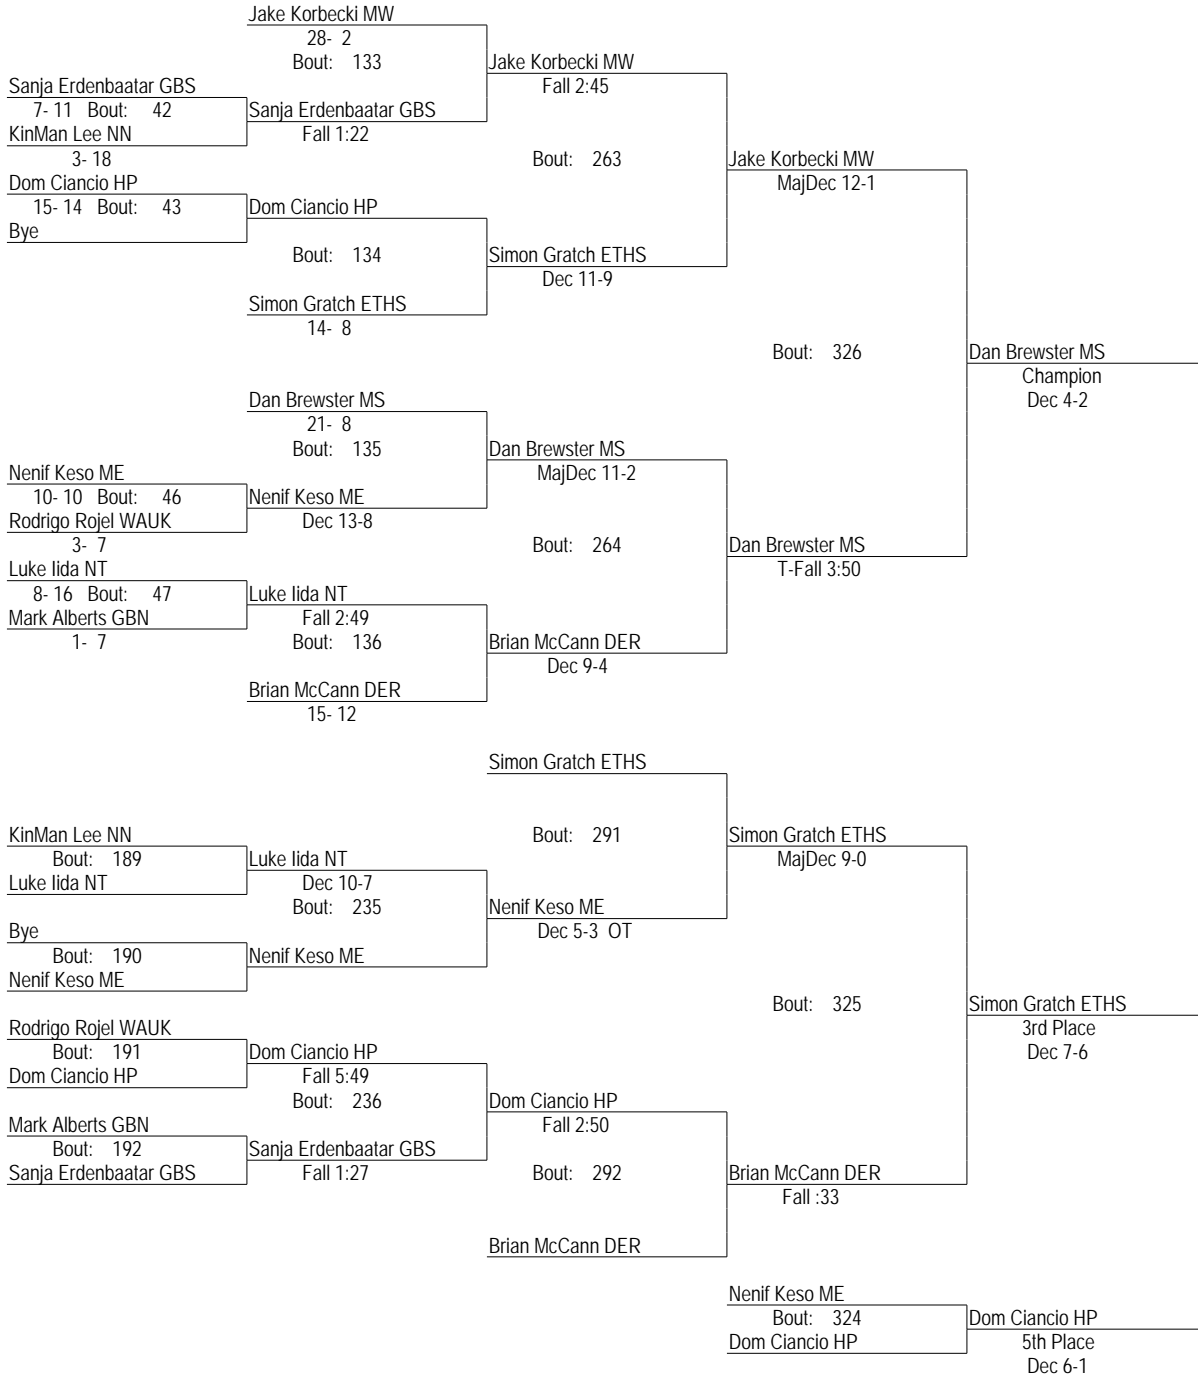 Jake Korbecki MW
28- 2
Bout: 133
Jake Korbecki MW
Fall 2:45
Sanja Erdenbaatar GBS
7- 11 Bout: 42
Sanja Erdenbaatar GBS
Fall 1:22
KinMan Lee NN
3- 18
Bout: 263
Jake Korbecki MW
MajDec 12-1
Dom Ciancio HP
15- 14 Bout: 43
Dom Ciancio HP
Bye
Bout: 134
Simon Gratch ETHS
Dec 11-9
Simon Gratch ETHS
14- 8
Bout: 326
Dan Brewster MS
Champion
Dec 4-2
Dan Brewster MS
21- 8
Bout: 135
Dan Brewster MS
MajDec 11-2
Nenif Keso ME
10- 10 Bout: 46
Nenif Keso ME
Dec 13-8
Rodrigo Rojel WAUK
3- 7
Bout: 264
Dan Brewster MS
T-Fall 3:50
Luke Iida NT
8- 16 Bout: 47
Luke Iida NT
Fall 2:49
Mark Alberts GBN
1- 7
Bout: 136
Brian McCann DER
Dec 9-4
Brian McCann DER
15- 12
Simon Gratch ETHS
Bout: 291
Simon Gratch ETHS
MajDec 9-0
KinMan Lee NN
Bout: 189
Luke Iida NT
Dec 10-7
Luke Iida NT
Bout: 235
Nenif Keso ME
Dec 5-3 OT
Bye
Bout: 190
Nenif Keso ME
Nenif Keso ME
Bout: 325
Simon Gratch ETHS
3rd Place
Dec 7-6
Rodrigo Rojel WAUK
Bout: 191
Dom Ciancio HP
Fall 5:49
Dom Ciancio HP
Bout: 236
Dom Ciancio HP
Fall 2:50
Mark Alberts GBN
Bout: 192
Sanja Erdenbaatar GBS
Fall 1:27
Sanja Erdenbaatar GBS
Bout: 292
Brian McCann DER
Fall :33
Brian McCann DER
Nenif Keso ME
Bout: 324
Dom Ciancio HP
Dom Ciancio HP
5th Place
Dec 6-1